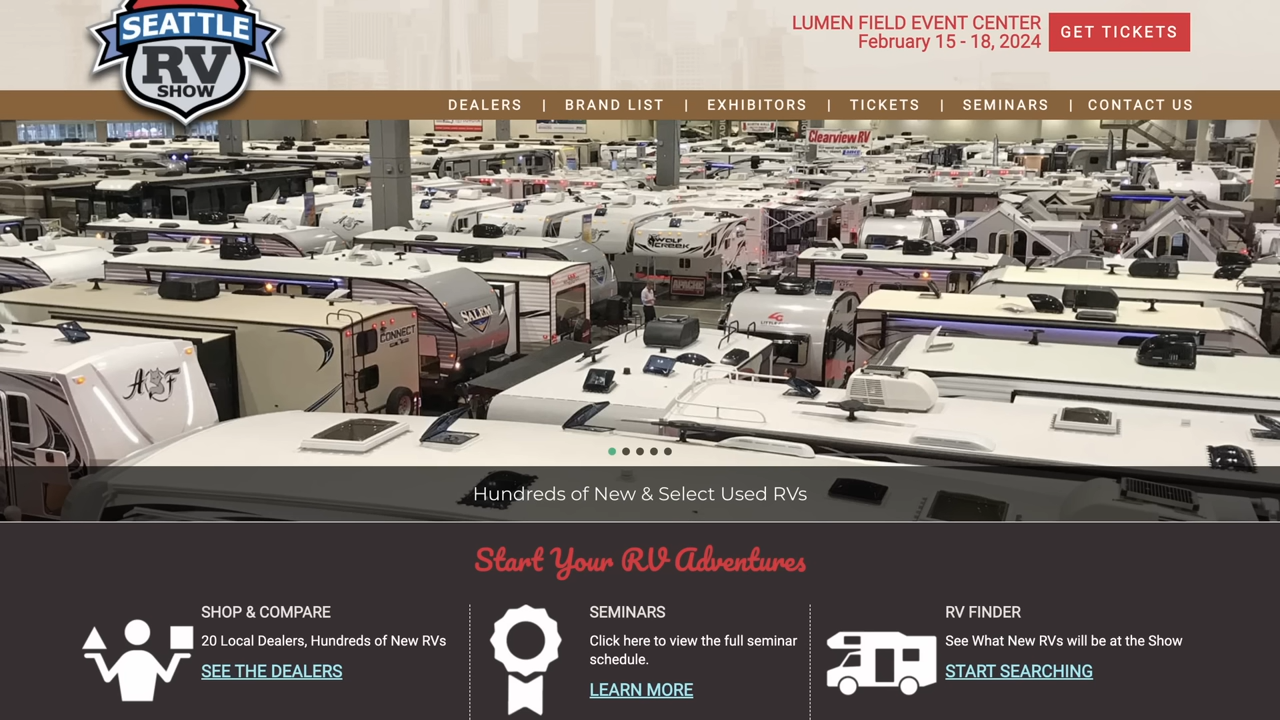 SEATTLE
RV
SHOW
LUMEN FIELD EVENT CENTER
February 15 - 18, 2024
GET TICKETS
DEALERS | BRAND LIST | EXHIBITORS | TICKETS | SEMINARS | CONTACT US
Clearview RV
WOLF
CREEK
APACHE
SALEM
CONNECT
Hundreds of New & Select Used RVs
Start Your RV Adventures
SHOP & COMPARE
20 Local Dealers, Hundreds of New RVs
SEE THE DEALERS
SEMINARS
Click here to view the full seminar
schedule.
LEARN MORE
RV FINDER
See What New RVs will be at the Show
START SEARCHING